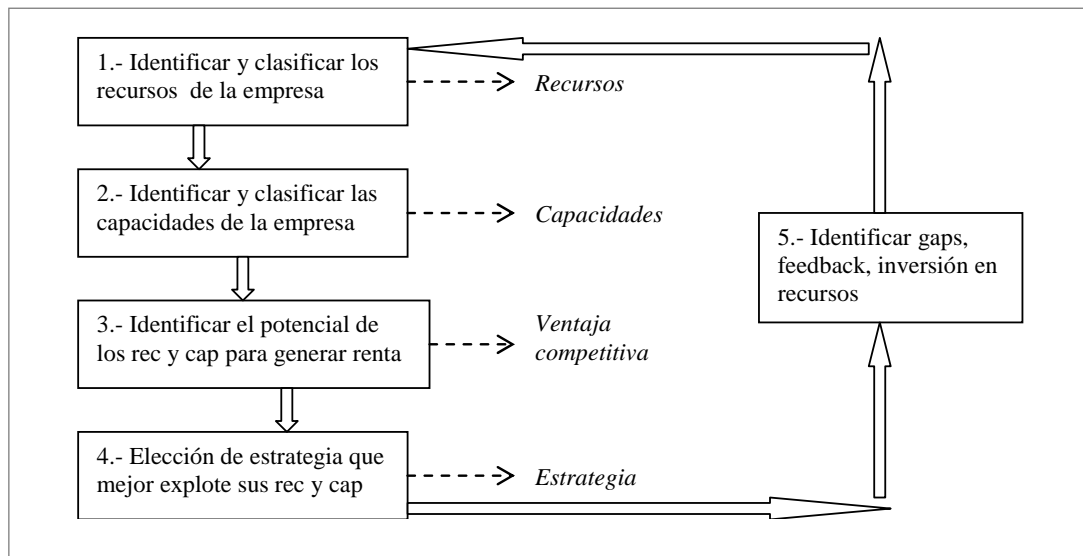 1.- Identificar y clasificar los
recursos de la empresa
Recursos
2.- Identificar y clasificar las
capacidades de la empresa
Capacidades
3.- Identificar el potencial de
los rec y cap para generar renta
Ventaja
competitiva
4.- Elección de estrategia que
mejor explote sus rec y cap
Estrategia
5.- Identificar gaps,
feedback, inversión en
recursos